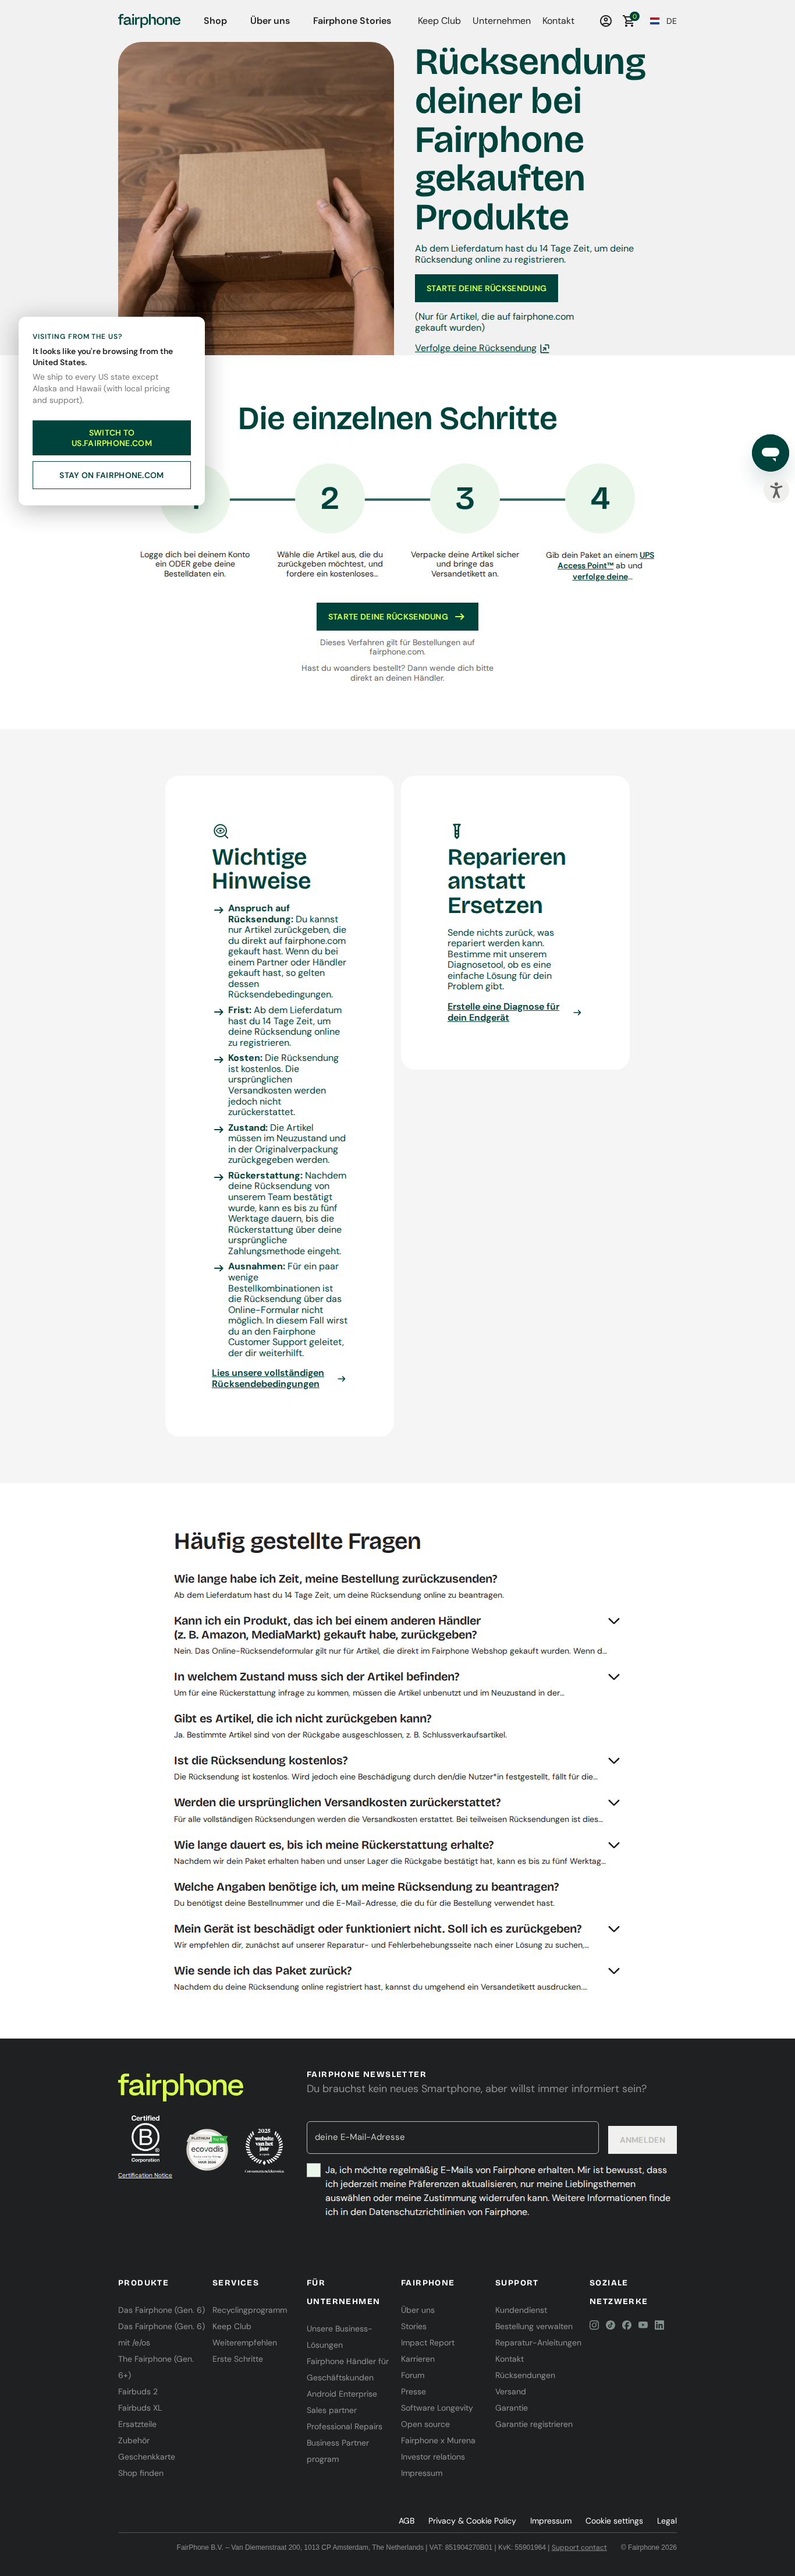 fairphone
Shop
Über uns
Fairphone Stories
Keep Club
Unternehmen
Kontakt
0
DE
Rücksendung
deiner bei
Fairphone
gekauften
Produkte
Ab dem Lieferdatum hast du 14 Tage Zeit, um deine
Rücksendung online zu registrieren.
STARTE DEINE RÜCKSENDUNG
(Nur für Artikel, die auf fairphone.com
gekauft wurden)
Verfolge deine Rücksendung
VISITING FROM THE US?
It looks like you're browsing from the
United States.
We ship to every US state except
Alaska and Hawaii (with local pricing
and support).
SWITCH TO
US.FAIRPHONE.COM
STAY ON FAIRPHONE.COM
Die einzelnen Schritte
2
3
4
Logge dich bei deinem Konto
ein ODER gebe deine
Bestelldaten ein.
Wähle die Artikel aus, die du
zurückgeben möchtest, und
fordere ein kostenloses…
Verpacke deine Artikel sicher
und bringe das
Versandetikett an.
Gib dein Paket an einem UPS
Access Point™ ab und
verfolge deine…
STARTE DEINE RÜCKSENDUNG
Dieses Verfahren gilt für Bestellungen auf
fairphone.com.
Hast du woanders bestellt? Dann wende dich bitte
direkt an deinen Händler.
Wichtige
Hinweise
Anspruch auf
Rücksendung: Du kannst
nur Artikel zurückgeben, die
du direkt auf fairphone.com
gekauft hast. Wenn du bei
einem Partner oder Händler
gekauft hast, so gelten
dessen
Rücksendebedingungen.
Frist: Ab dem Lieferdatum
hast du 14 Tage Zeit, um
deine Rücksendung online
zu registrieren.
Kosten: Die Rücksendung
ist kostenlos. Die
ursprünglichen
Versandkosten werden
jedoch nicht
zurückerstattet.
Zustand: Die Artikel
müssen im Neuzustand und
in der Originalverpackung
zurückgegeben werden.
Rückerstattung: Nachdem
deine Rücksendung von
unserem Team bestätigt
wurde, kann es bis zu fünf
Werktage dauern, bis die
Rückerstattung über deine
ursprüngliche
Zahlungsmethode eingeht.
Ausnahmen: Für ein paar
wenige
Bestellkombinationen ist
die Rücksendung über das
Online-Formular nicht
möglich. In diesem Fall wirst
du an den Fairphone
Customer Support geleitet,
der dir weiterhilft.
Lies unsere vollständigen
Rücksendebedingungen
Reparieren
anstatt
Ersetzen
Sende nichts zurück, was
repariert werden kann.
Bestimme mit unserem
Diagnosetool, ob es eine
einfache Lösung für dein
Problem gibt.
Erstelle eine Diagnose für
dein Endgerät
Häufig gestellte Fragen
Wie lange habe ich Zeit, meine Bestellung zurückzusenden?
Ab dem Lieferdatum hast du 14 Tage Zeit, um deine Rücksendung online zu beantragen.
Kann ich ein Produkt, das ich bei einem anderen Händler
(z. B. Amazon, MediaMarkt) gekauft habe, zurückgeben?
Nein. Das Online-Rücksendeformular gilt nur für Artikel, die direkt im Fairphone Webshop gekauft wurden. Wenn d…
In welchem Zustand muss sich der Artikel befinden?
Um für eine Rückerstattung infrage zu kommen, müssen die Artikel unbenutzt und im Neuzustand in der…
Gibt es Artikel, die ich nicht zurückgeben kann?
Ja. Bestimmte Artikel sind von der Rückgabe ausgeschlossen, z. B. Schlussverkaufsartikel.
Ist die Rücksendung kostenlos?
Die Rücksendung ist kostenlos. Wird jedoch eine Beschädigung durch den/die Nutzer*in festgestellt, fällt für die…
Werden die ursprünglichen Versandkosten zurückerstattet?
Für alle vollständigen Rücksendungen werden die Versandkosten erstattet. Bei teilweisen Rücksendungen ist dies…
Wie lange dauert es, bis ich meine Rückerstattung erhalte?
Nachdem wir dein Paket erhalten haben und unser Lager die Rückgabe bestätigt hat, kann es bis zu fünf Werktag…
Welche Angaben benötige ich, um meine Rücksendung zu beantragen?
Du benötigst deine Bestellnummer und die E-Mail-Adresse, die du für die Bestellung verwendet hast.
Mein Gerät ist beschädigt oder funktioniert nicht. Soll ich es zurückgeben?
Wir empfehlen dir, zunächst auf unserer Reparatur- und Fehlerbehebungsseite nach einer Lösung zu suchen,…
Wie sende ich das Paket zurück?
Nachdem du deine Rücksendung online registriert hast, kannst du umgehend ein Versandetikett ausdrucken.…
fairphone
Certified
B
Corporation
Certification Notice
PLATINUM
ecovadis
2025
website
van het
jaar
FAIRPHONE NEWSLETTER
Du brauchst kein neues Smartphone, aber willst immer informiert sein?
deine E-Mail-Adresse
ANMELDEN
Ja, ich möchte regelmäßig E-Mails von Fairphone erhalten. Mir ist bewusst, dass
ich jederzeit meine Präferenzen aktualisieren, nur meine Lieblingsthemen
auswählen oder meine Zustimmung widerrufen kann. Weitere Informationen finde
ich in den Datenschutzrichtlinien von Fairphone.
PRODUKTE
Das Fairphone (Gen. 6)
Das Fairphone (Gen. 6)
mit /e/os
The Fairphone (Gen.
6+)
Fairbuds 2
Fairbuds XL
Ersatzteile
Zubehör
Geschenkkarte
Shop finden
SERVICES
Recyclingprogramm
Keep Club
Weiterempfehlen
Erste Schritte
FÜR
UNTERNEHMEN
Unsere Business-
Lösungen
Fairphone Händler für
Geschäftskunden
Android Enterprise
Sales partner
Professional Repairs
Business Partner
program
FAIRPHONE
Über uns
Stories
Impact Report
Karrieren
Forum
Presse
Software Longevity
Open source
Fairphone x Murena
Investor relations
Impressum
SUPPORT
Kundendienst
Bestellung verwalten
Reparatur-Anleitungen
Kontakt
Rücksendungen
Versand
Garantie
Garantie registrieren
SOZIALE
NETZWERKE
AGB
Privacy & Cookie Policy
Impressum
Cookie settings
Legal
FairPhone B.V. – Van Diemenstraat 200, 1013 CP Amsterdam, The Netherlands | VAT: 851904270B01 | KvK: 55901964 | Support contact
© Fairphone 2026